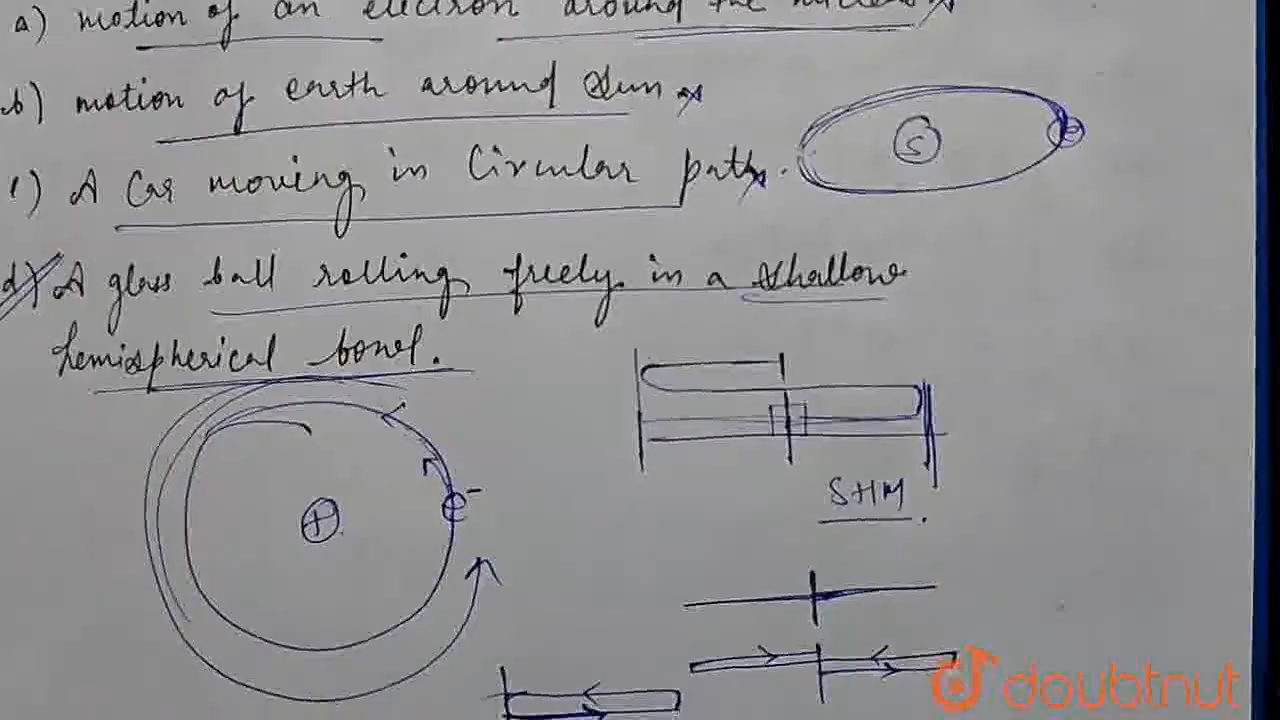 a) motion of an electron around the nucleus
b) motion of earth around Sun
c) A Car moving in Circular path.
S
d) A glass ball rolling freely in a shallow
hemispherical bowl.
SHM
+
e-
doubtnut